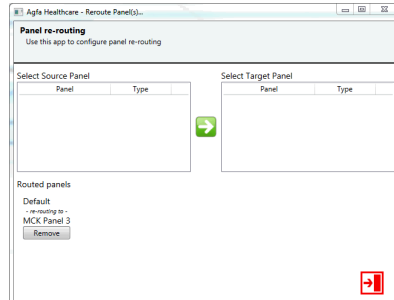 Agfa Healthcare - Reroute Panel(s)...
Panel re-routing
Use this app to configure panel re-routing
Select Source Panel
Select Target Panel
Panel Type
Panel Type
Routed panels
Default
- re-routing to -
MCK Panel 3
Remove